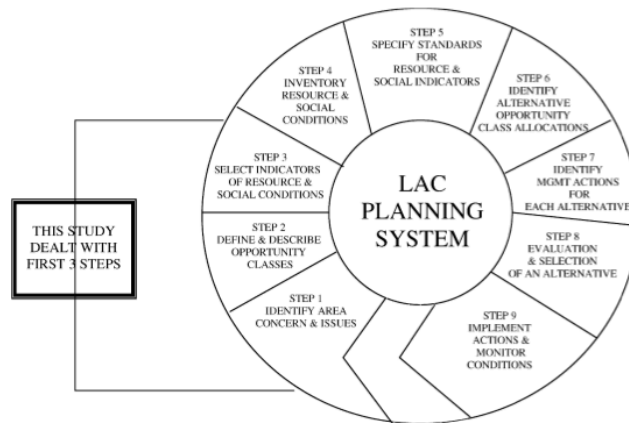 STEP 5
SPECIFY STANDARDS
FOR
RESOURCE &
SOCIAL INDICATORS
STEP 4
INVENTORY
RESOURCE &
SOCIAL
CONDITIONS
STEP 6
IDENTIFY
ALTERNATIVE
OPPORTUNITY
CLASS ALLOCATIONS
STEP 3
SELECT INDICATORS
OF RESOURCE &
SOCIAL CONDITIONS
LAC
PLANNING
SYSTEM
STEP 7
IDENTIFY
MGMT ACTIONS
FOR
EACH ALTERNATIVE
THIS STUDY
DEALT WITH
FIRST 3 STEPS
STEP 2
DEFINE & DESCRIBE
OPPORTUNITY
CLASSES
STEP 8
EVALUATION
& SELECTION
OF AN ALTERNATIVE
STEP 1
IDENTIFY AREA
CONCERN & ISSUES
STEP 9
IMPLEMENT
ACTIONS &
MONITOR
CONDITIONS